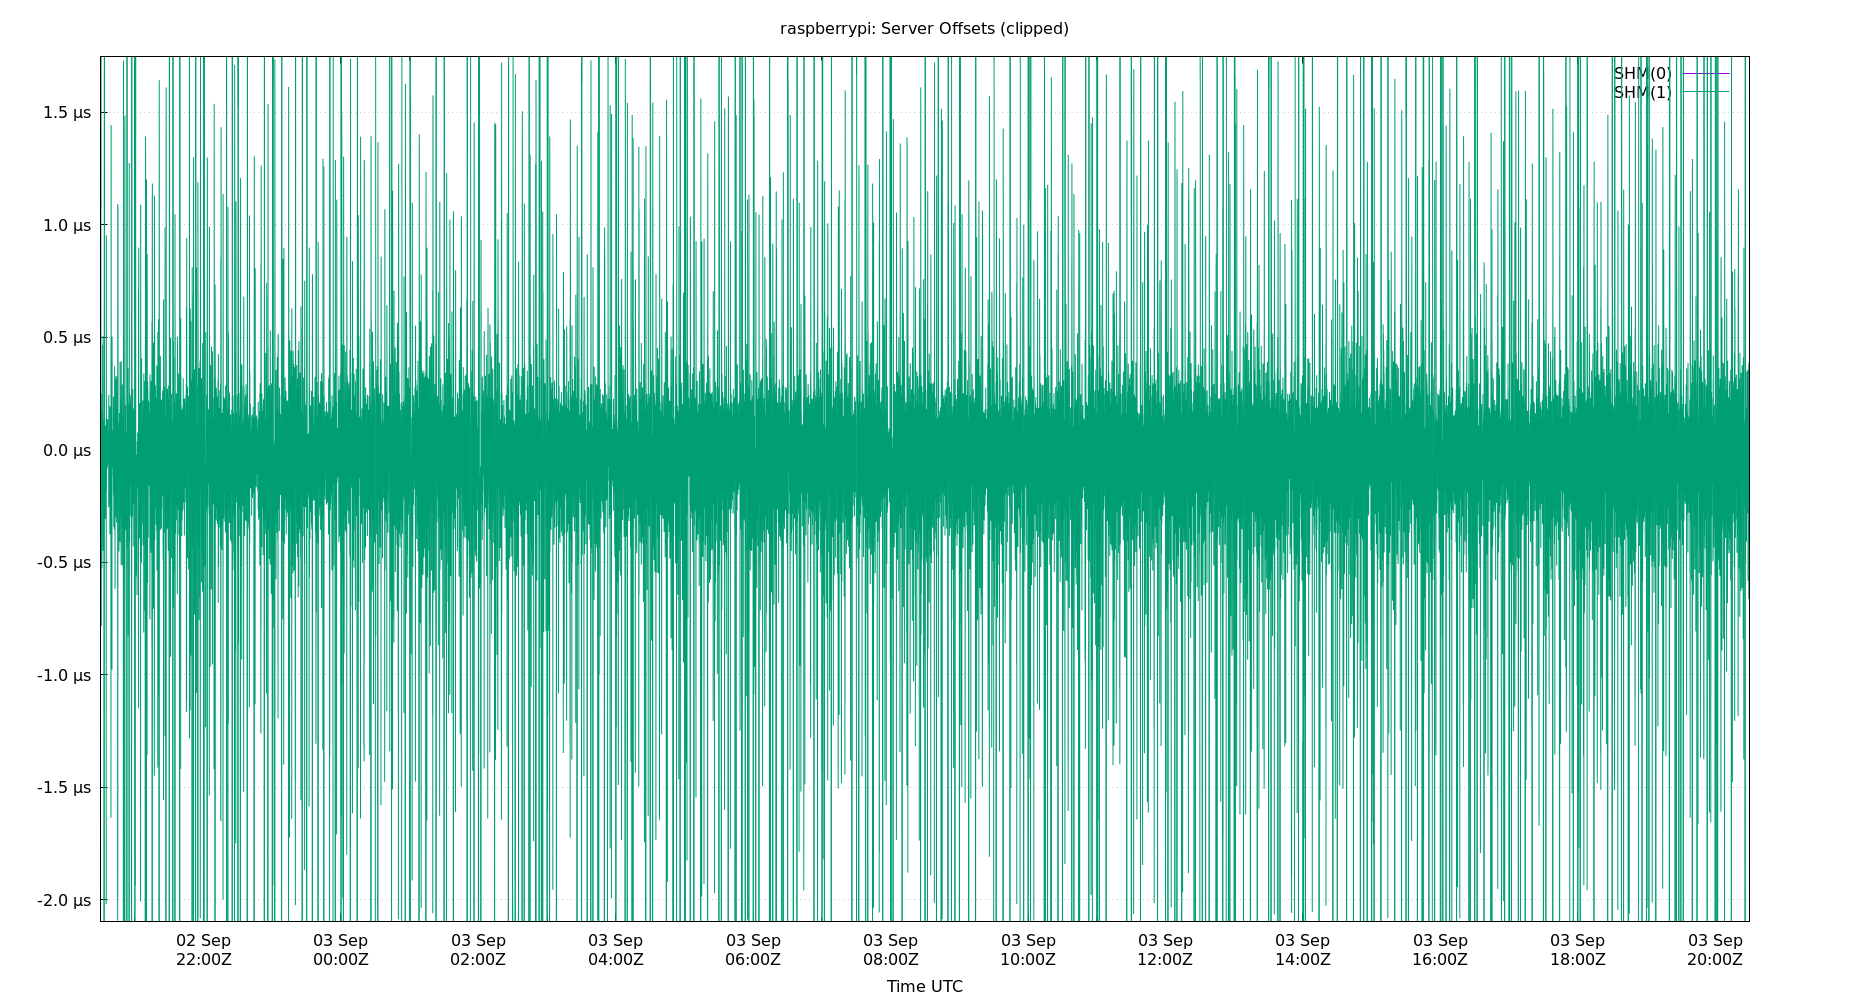 raspberrypi: Server Offsets (clipped)
SHM(0)
SHM(1)
1.5 µs
1.0 µs
0.5 µs
0.0 µs
-0.5 µs
-1.0 µs
-1.5 µs
-2.0 µs
02 Sep 03 Sep 03 Sep 03 Sep 03 Sep 03 Sep 03 Sep 03 Sep 03 Sep 03 Sep 03 Sep 03 Sep
22:00Z 00:00Z 02:00Z 04:00Z 06:00Z 08:00Z 10:00Z 12:00Z 14:00Z 16:00Z 18:00Z 20:00Z
Time UTC